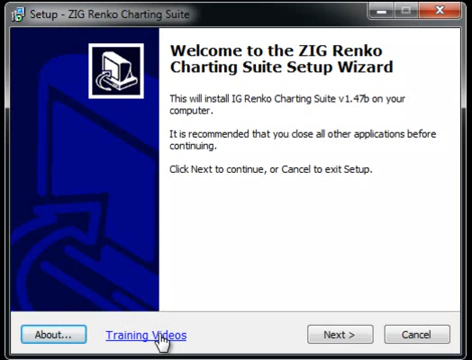 Setup - ZIG Renko Charting Suite
Welcome to the ZIG Renko
Charting Suite Setup Wizard
This will install IG Renko Charting Suite v1.47b on your
computer.
It is recommended that you close all other applications before
continuing.
Click Next to continue, or Cancel to exit Setup.
About...
Training Videos
Next >
Cancel